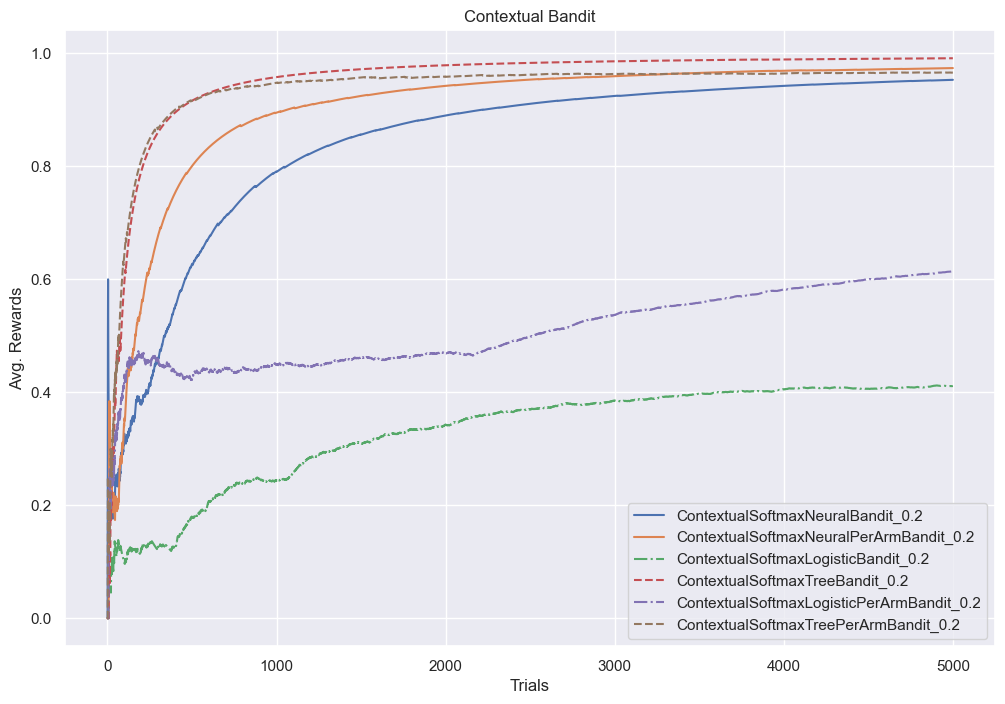 Contextual Bandit
Avg. Rewards
1.0
0.8
0.6
0.4
0.2
0.0
0
1000
2000
3000
4000
5000
Trials
ContextualSoftmaxNeuralBandit_0.2
ContextualSoftmaxNeuralPerArmBandit_0.2
ContextualSoftmaxLogisticBandit_0.2
ContextualSoftmaxTreeBandit_0.2
ContextualSoftmaxLogisticPerArmBandit_0.2
ContextualSoftmaxTreePerArmBandit_0.2